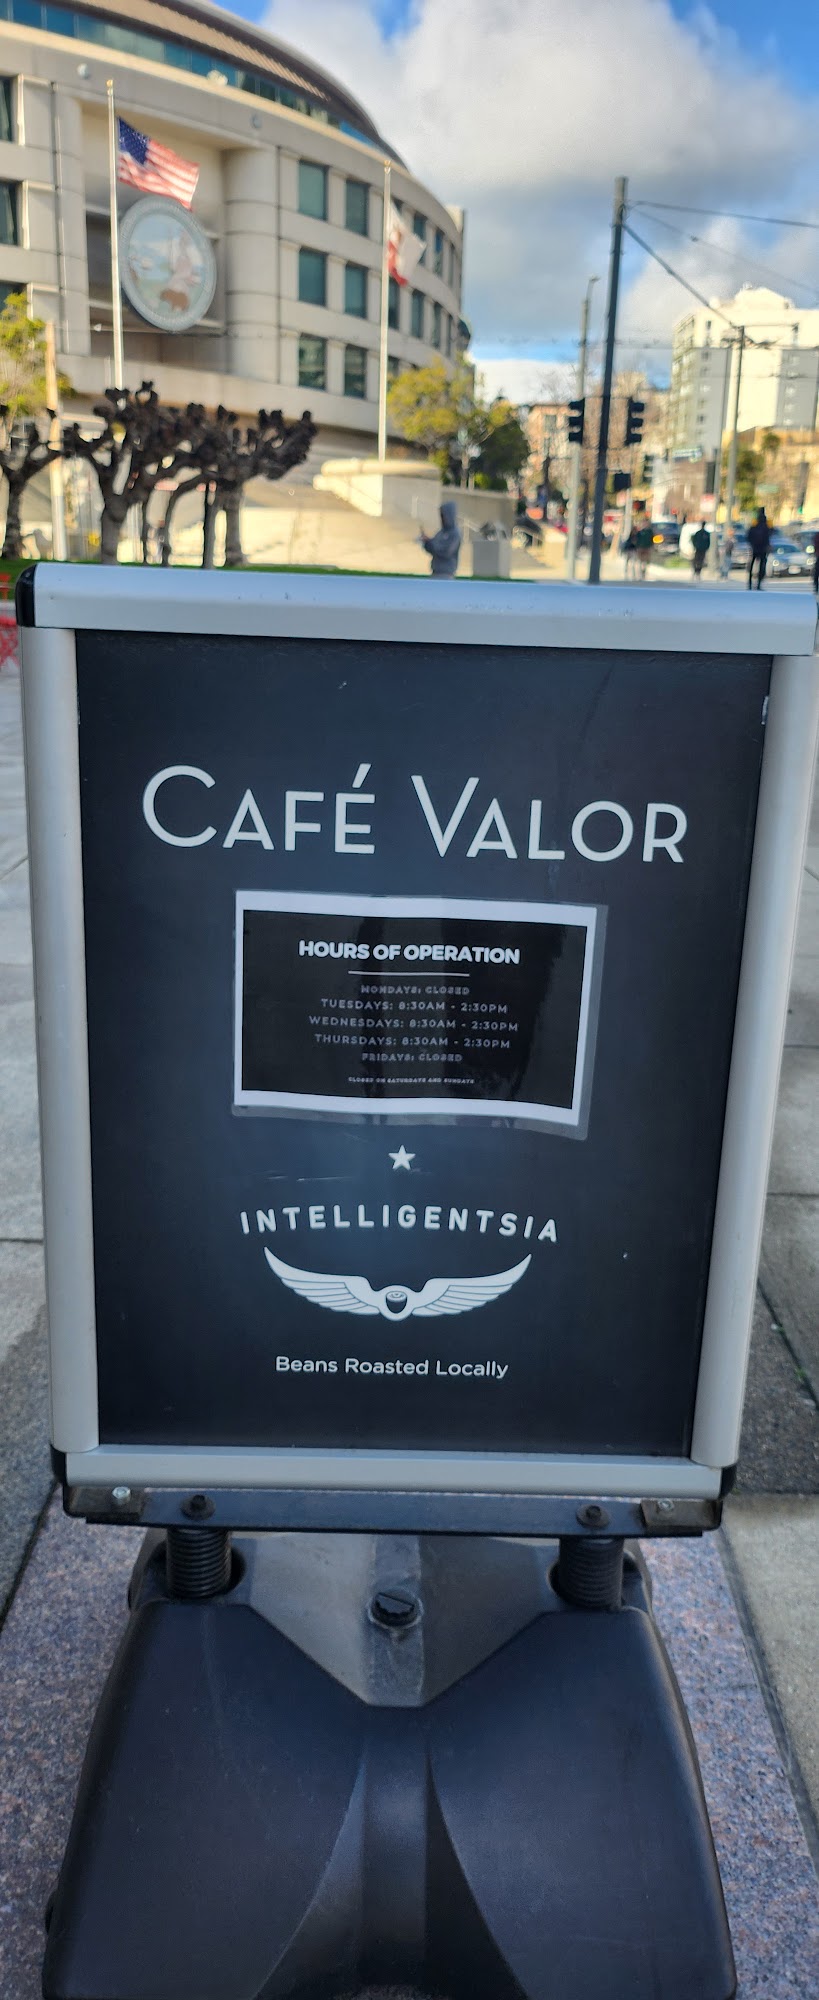 CAFÉ VALOR
HOURS OF OPERATION
MONDAYS: CLOSED
TUESDAYS: 8:30AM - 2:30PM
WEDNESDAYS: 8:30AM - 2:30PM
THURSDAYS: 8:30AM - 2:30PM
FRIDAYS: CLOSED
CLOSED ON SATURDAYS AND SUNDAYS
INTELLIGENTSIA
Beans Roasted Locally